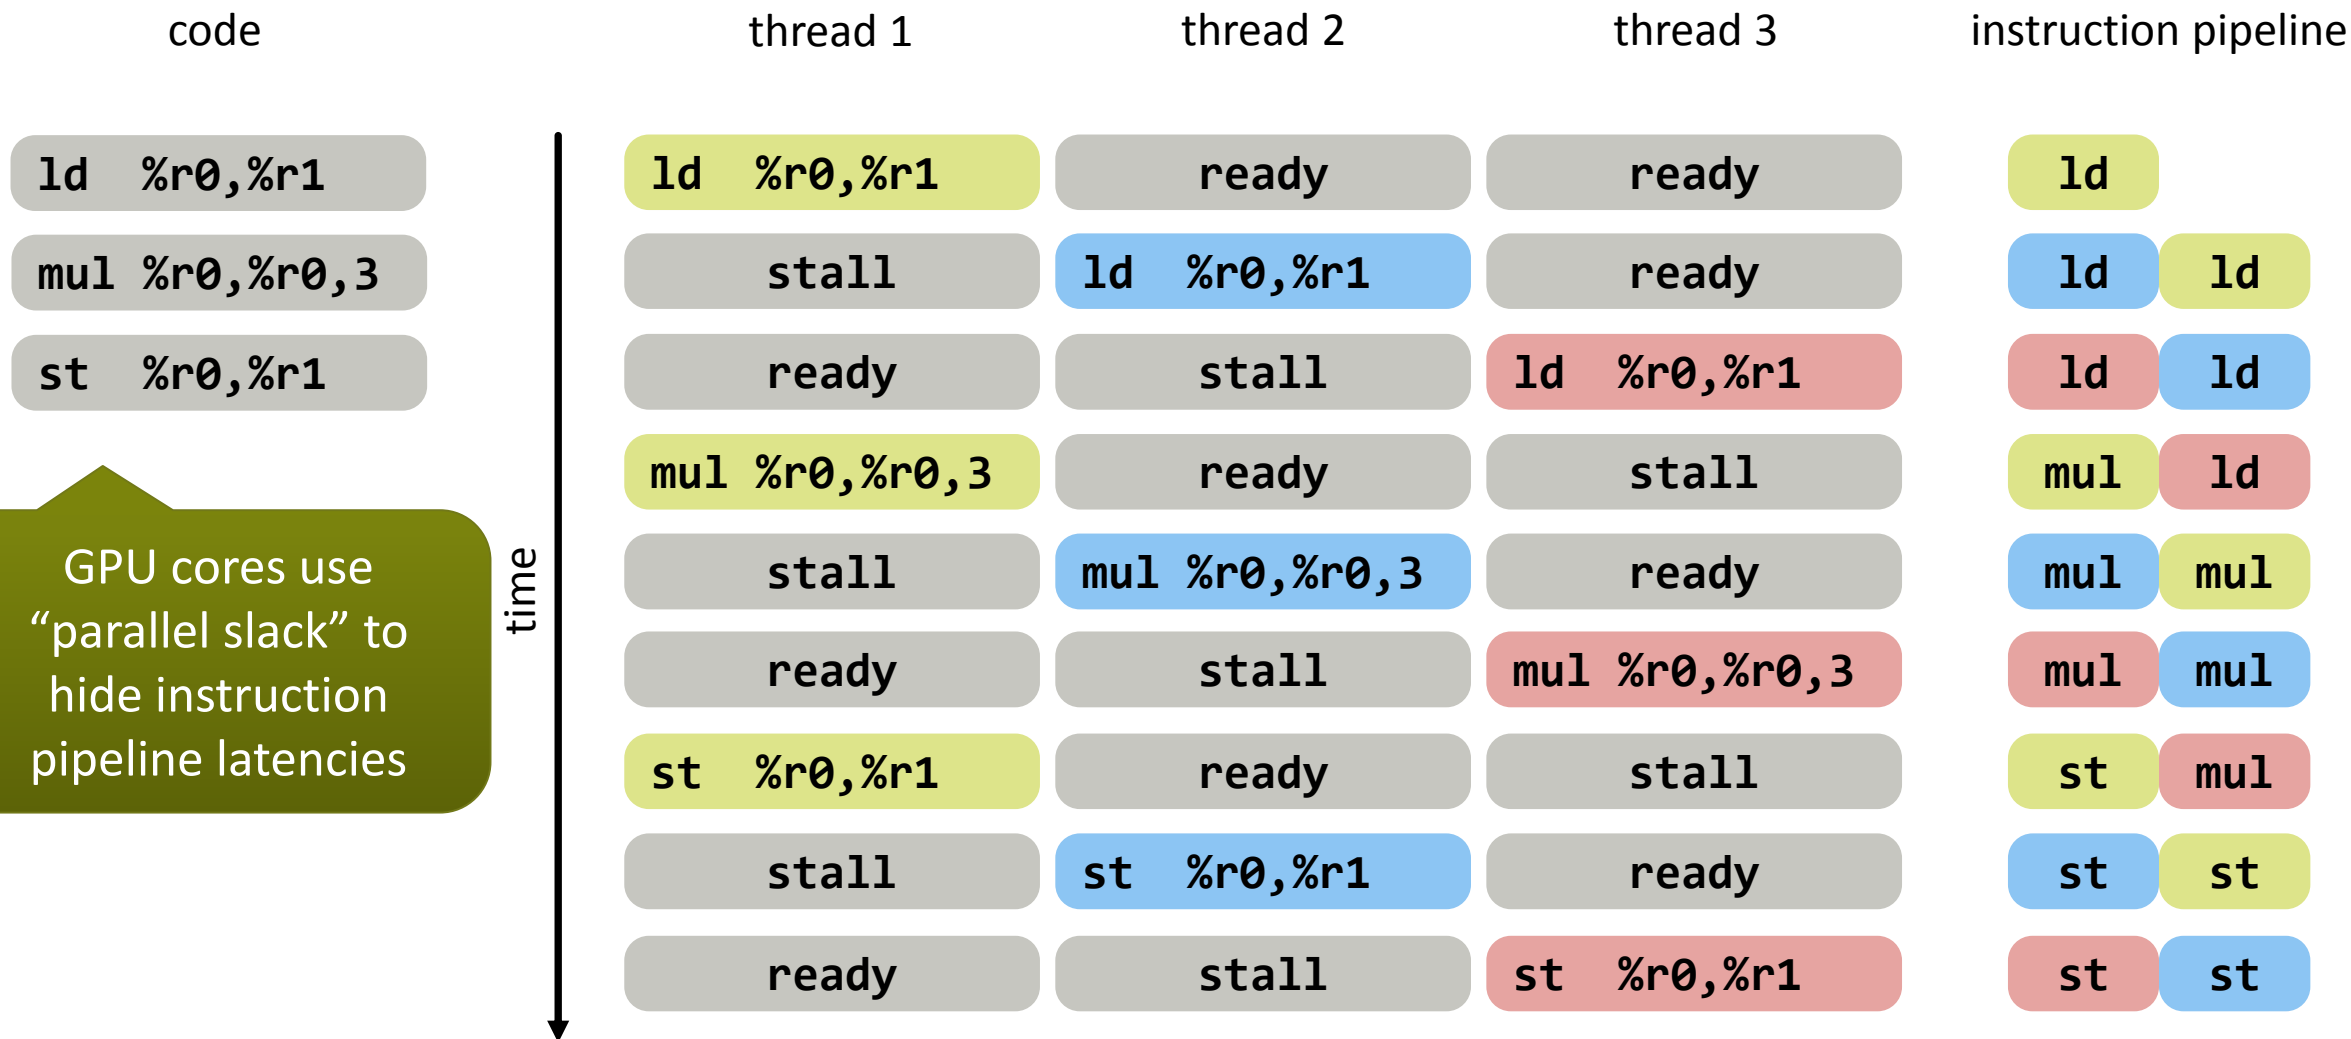 code thread 1 thread 2 thread 3 instruction pipeline
ld %r0,%r1 ld %r0,%r1 ready ready ld
mul %r0,%r0,3 stall ld %r0,%r1 ready ld ld
st %r0,%r1 ready stall ld %r0,%r1 ld ld
mul %r0,%r0,3 ready stall mul ld
stall mul %r0,%r0,3 ready mul mul
ready stall mul %r0,%r0,3 mul mul
st %r0,%r1 ready stall st mul
stall st %r0,%r1 ready st st
ready stall st %r0,%r1 st st
GPU cores use
“parallel slack” to
hide instruction
pipeline latencies
time